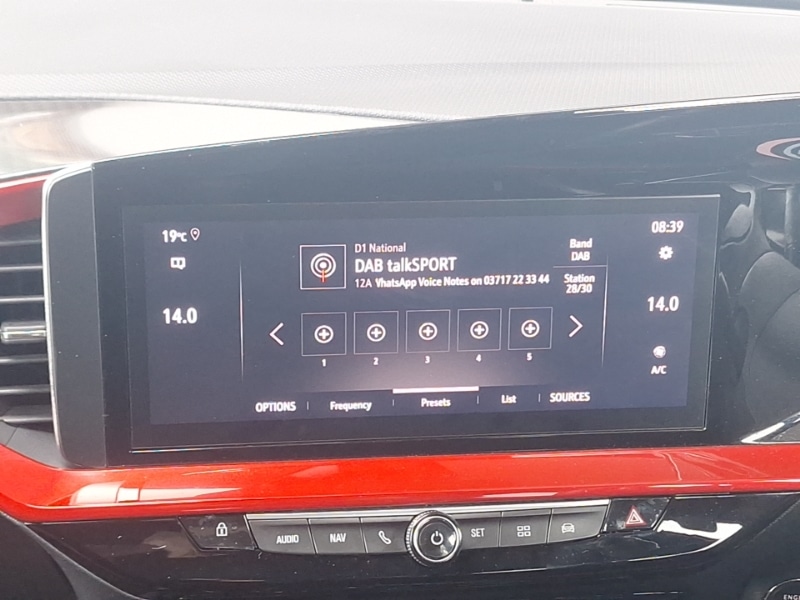 19°C
08:39
D1 National
DAB talkSPORT
12A WhatsApp Voice Notes on 03717 22 33 44
Band
DAB
Station
28/30
14.0
14.0
1 2 3 4 5
A/C
OPTIONS Frequency Presets List SOURCES
AUDIO NAV SET